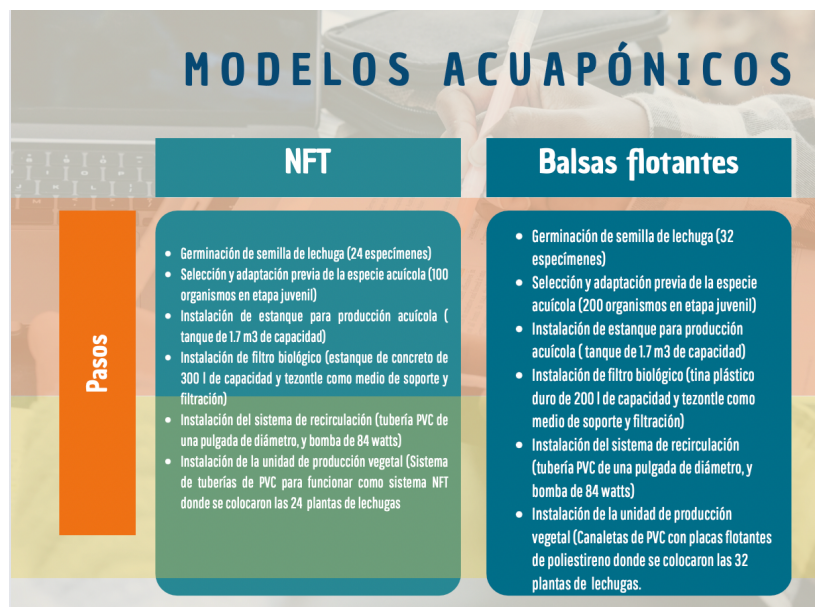 MODELOS ACUAPÓNICOS
NFT
Balsas flotantes
Pasos
• Germinación de semilla de lechuga (24 especímenes)
• Selección y adaptación previa de la especie acuícola (100
organismos en etapa juvenil)
• Instalación de estanque para producción acuícola (
tanque de 1.7 m3 de capacidad)
• Instalación de filtro biológico (estanque de concreto de
300 l de capacidad y tezontle como medio de soporte y
filtración)
• Instalación del sistema de recirculación (tubería PVC de
una pulgada de diámetro, y bomba de 84 watts)
• Instalación de la unidad de producción vegetal (Sistema
de tuberías de PVC para funcionar como sistema NFT
donde se colocaron las 24 plantas de lechugas
• Germinación de semilla de lechuga (32
especímenes)
• Selección y adaptación previa de la especie
acuícola (200 organismos en etapa juvenil)
• Instalación de estanque para producción
acuícola ( tanque de 1.7 m3 de capacidad)
• Instalación de filtro biológico (tina plástico
duro de 200 l de capacidad y tezontle como
medio de soporte y filtración)
• Instalación del sistema de recirculación
(tubería PVC de una pulgada de diámetro, y
bomba de 84 watts)
• Instalación de la unidad de producción
vegetal (Canaletas de PVC con placas flotantes
de poliestireno donde se colocaron las 32
plantas de lechugas.